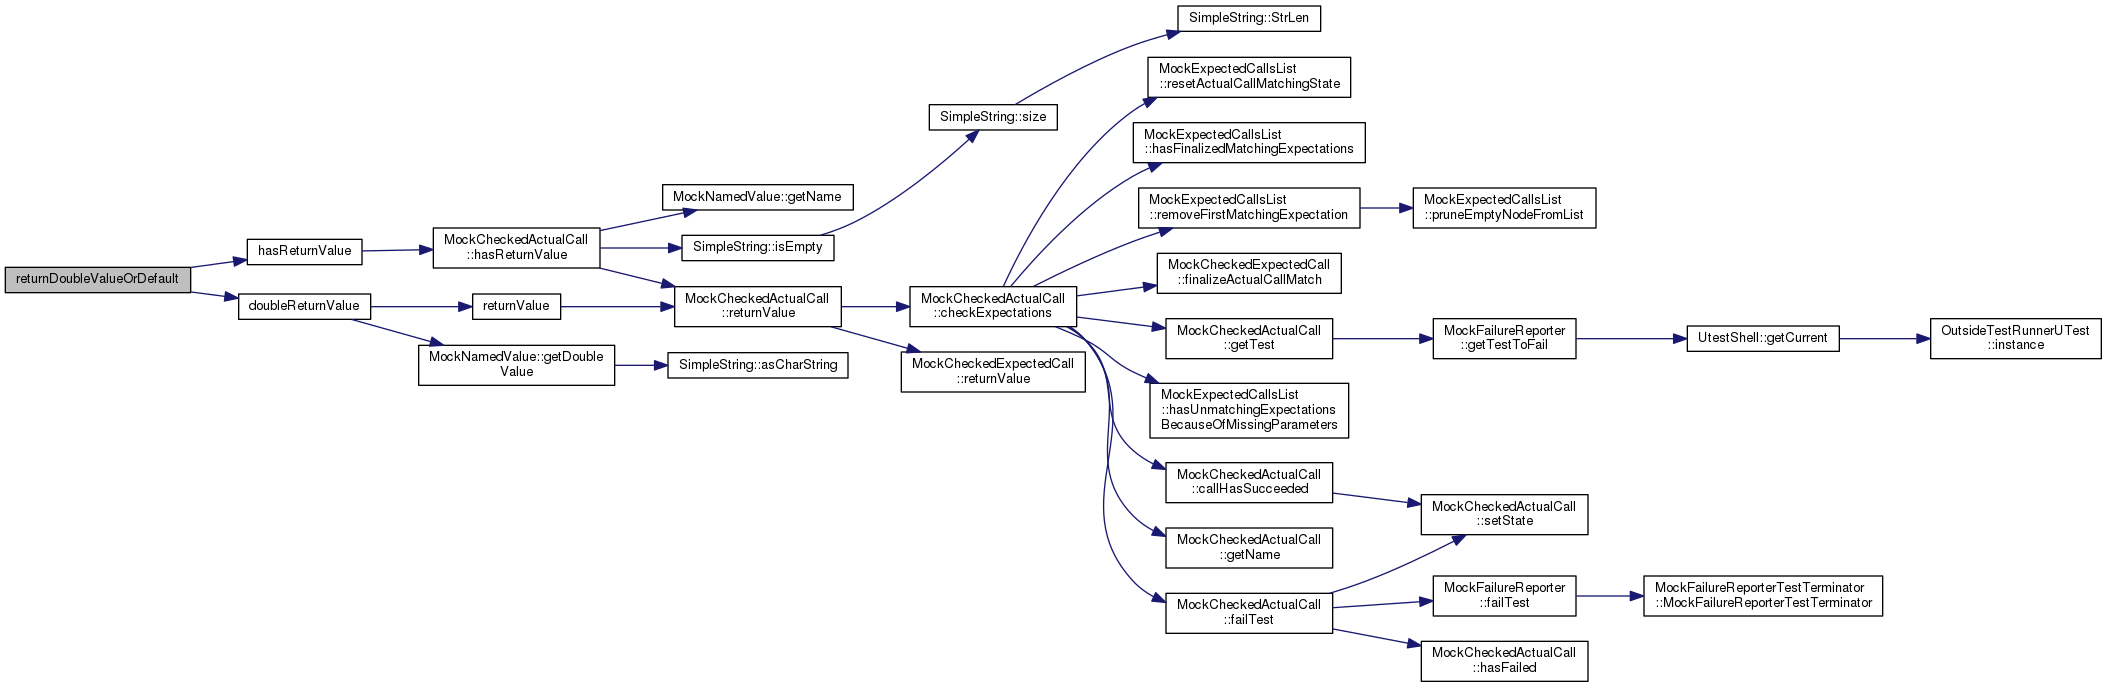 SimpleString::StrLen
MockExpectedCallsList
::resetActualCallMatchingState
SimpleString::size
MockExpectedCallsList
::hasFinalizedMatchingExpectations
MockNamedValue::getName
MockExpectedCallsList
::removeFirstMatchingExpectation
MockExpectedCallsList
::pruneEmptyNodeFromList
hasReturnValue
MockCheckedActualCall
::hasReturnValue
SimpleString::isEmpty
MockCheckedExpectedCall
::finalizeActualCallMatch
returnDoubleValueOrDefault
doubleReturnValue
returnValue
MockCheckedActualCall
::returnValue
MockCheckedActualCall
::checkExpectations
MockCheckedActualCall
::getTest
MockFailureReporter
::getTestToFail
UtestShell::getCurrent
OutsideTestRunnerUTest
::instance
MockNamedValue::getDouble
Value
SimpleString::asCharString
MockCheckedExpectedCall
::returnValue
MockExpectedCallsList
::hasUnmatchingExpectations
BecauseOfMissingParameters
MockCheckedActualCall
::callHasSucceeded
MockCheckedActualCall
::setState
MockCheckedActualCall
::getName
MockCheckedActualCall
::failTest
MockFailureReporter
::failTest
MockFailureReporterTestTerminator
::MockFailureReporterTestTerminator
MockCheckedActualCall
::hasFailed